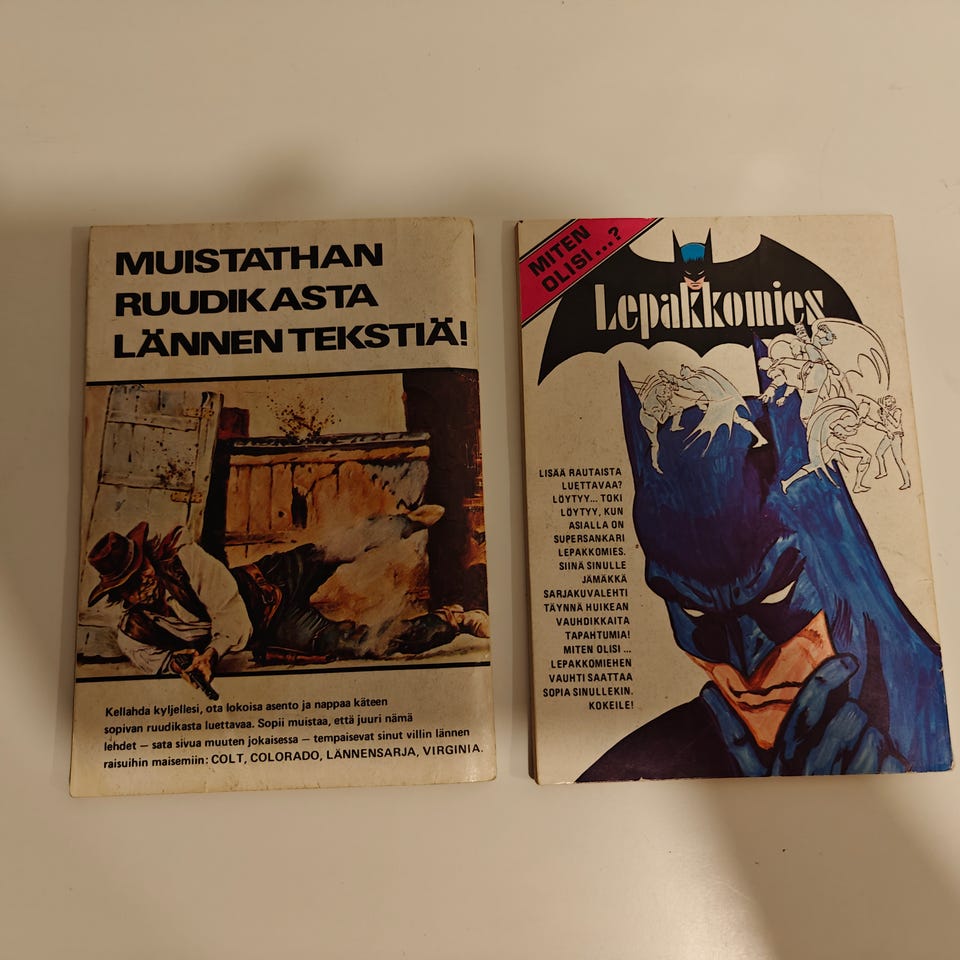 MUISTATHAN
RUUDIKASTA
LÄNNEN TEKSTIÄ!
Kellahda kyljellesi, ota lokoisa asento ja nappaa käteen
sopivan ruudikasta luettavaa. Sopii muistaa, että juuri nämä
lehdet — sata sivua muuten jokaisessa — tempaisevat sinut villin lännen
raisuihin maisemiin: COLT, COLORADO, LÄNNENSARJA, VIRGINIA.
MITEN
OLISI...?
Lepakkomies
LISÄÄ RAUTAISTA
LUETTAVAA?
LÖYTYY... TOKI
LÖYTYY, KUN
ASIALLA ON
SUPERSANKARI
LEPAKKOMIES.
SIINÄ SINULLE
JÄMÄKKÄ
SARJAKUVALEHTI
TÄYNNÄ HUIKEAN
VAUHDIKKAITA
TAPAHTUMIA!
MITEN OLISI ...
LEPAKKOMIEHEN
VAUHTI SAATTAA
SOPIA SINULLEKIN.
KOKEILE!